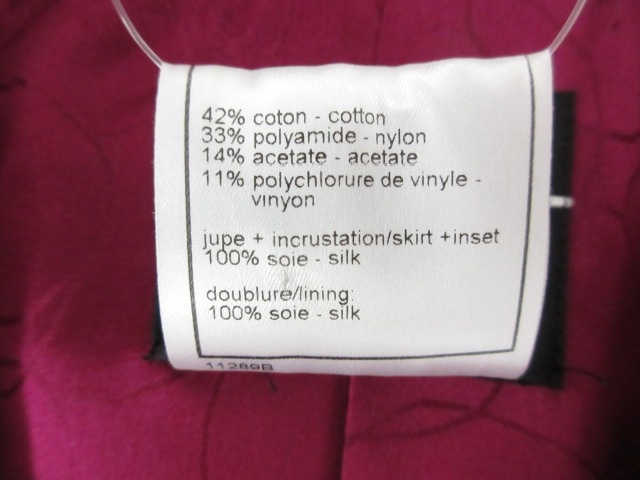 42% coton - cotton
33% polyamide - nylon
14% acetate - acetate
11% polychlorure de vinyle -
vinyon
jupe + incrustation/skirt +inset
100% soie - silk
doublure/lining:
100% soie - silk
11289B